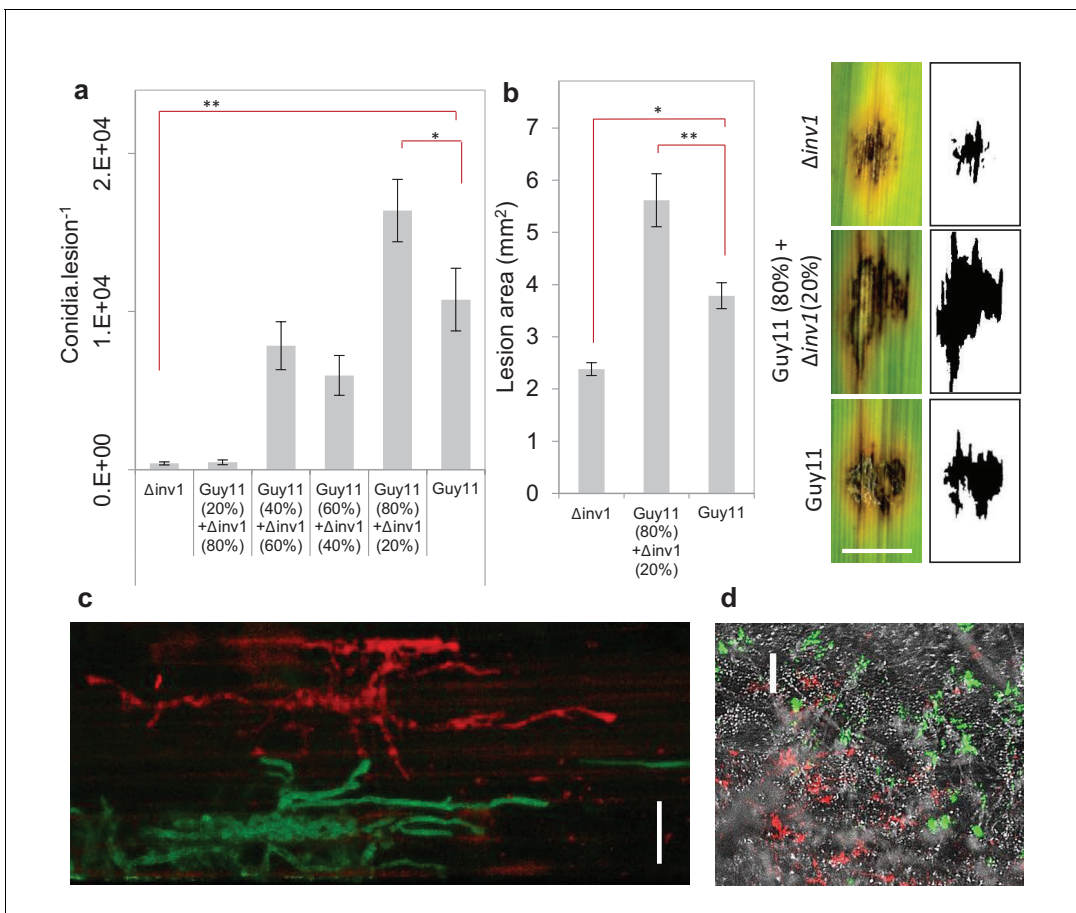 a
**
*
2.E+04
1.E+04
0.E+00
Conidia.lesion-1
Δinv1
Guy11
(20%)
+Δinv1
(80%)
Guy11
(40%)
+Δinv1
(60%)
Guy11
(60%)
+Δinv1
(40%)
Guy11
(80%)
+Δinv1
(20%)
Guy11
b
*
**
7
6
5
4
3
2
1
0
Lesion area (mm2)
Δinv1
Guy11
(80%)
+Δinv1
(20%)
Guy11
Δinv1
Guy11 (80%) +
Δinv1 (20%)
Guy11
c
d